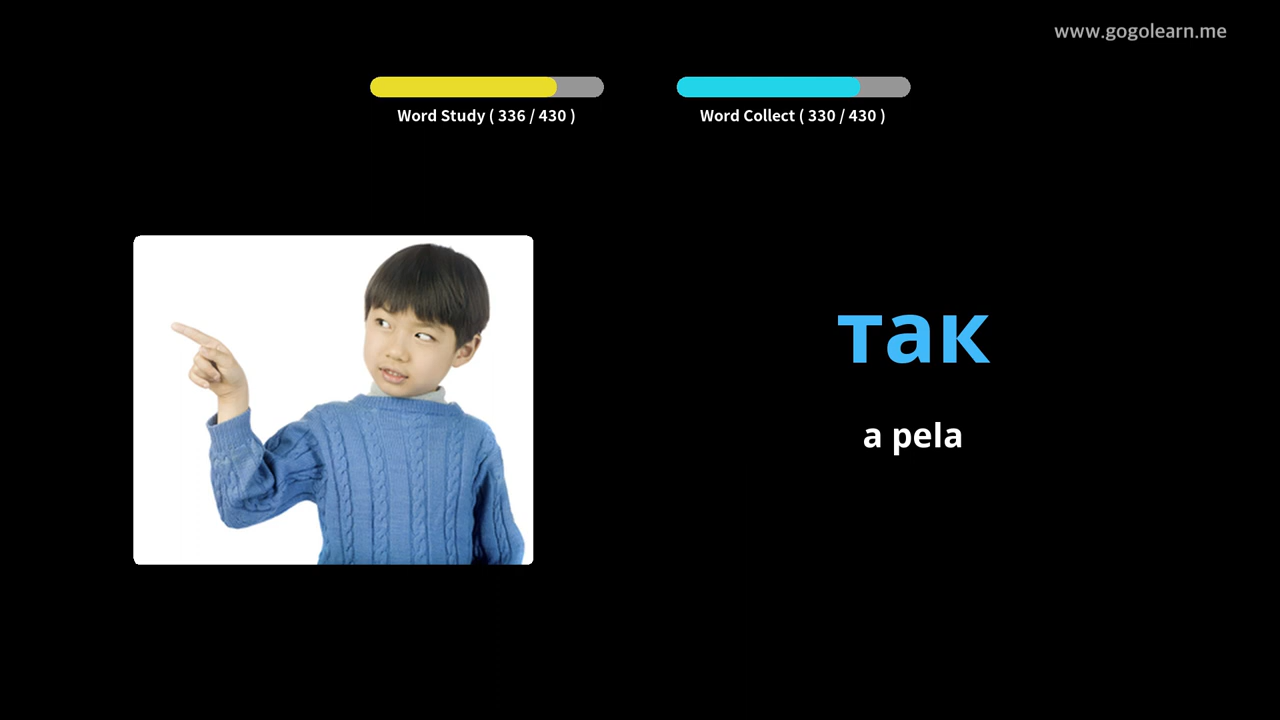 www.gogolearn.me
Word Study ( 336 / 430 )
Word Collect ( 330 / 430 )
так
a pela